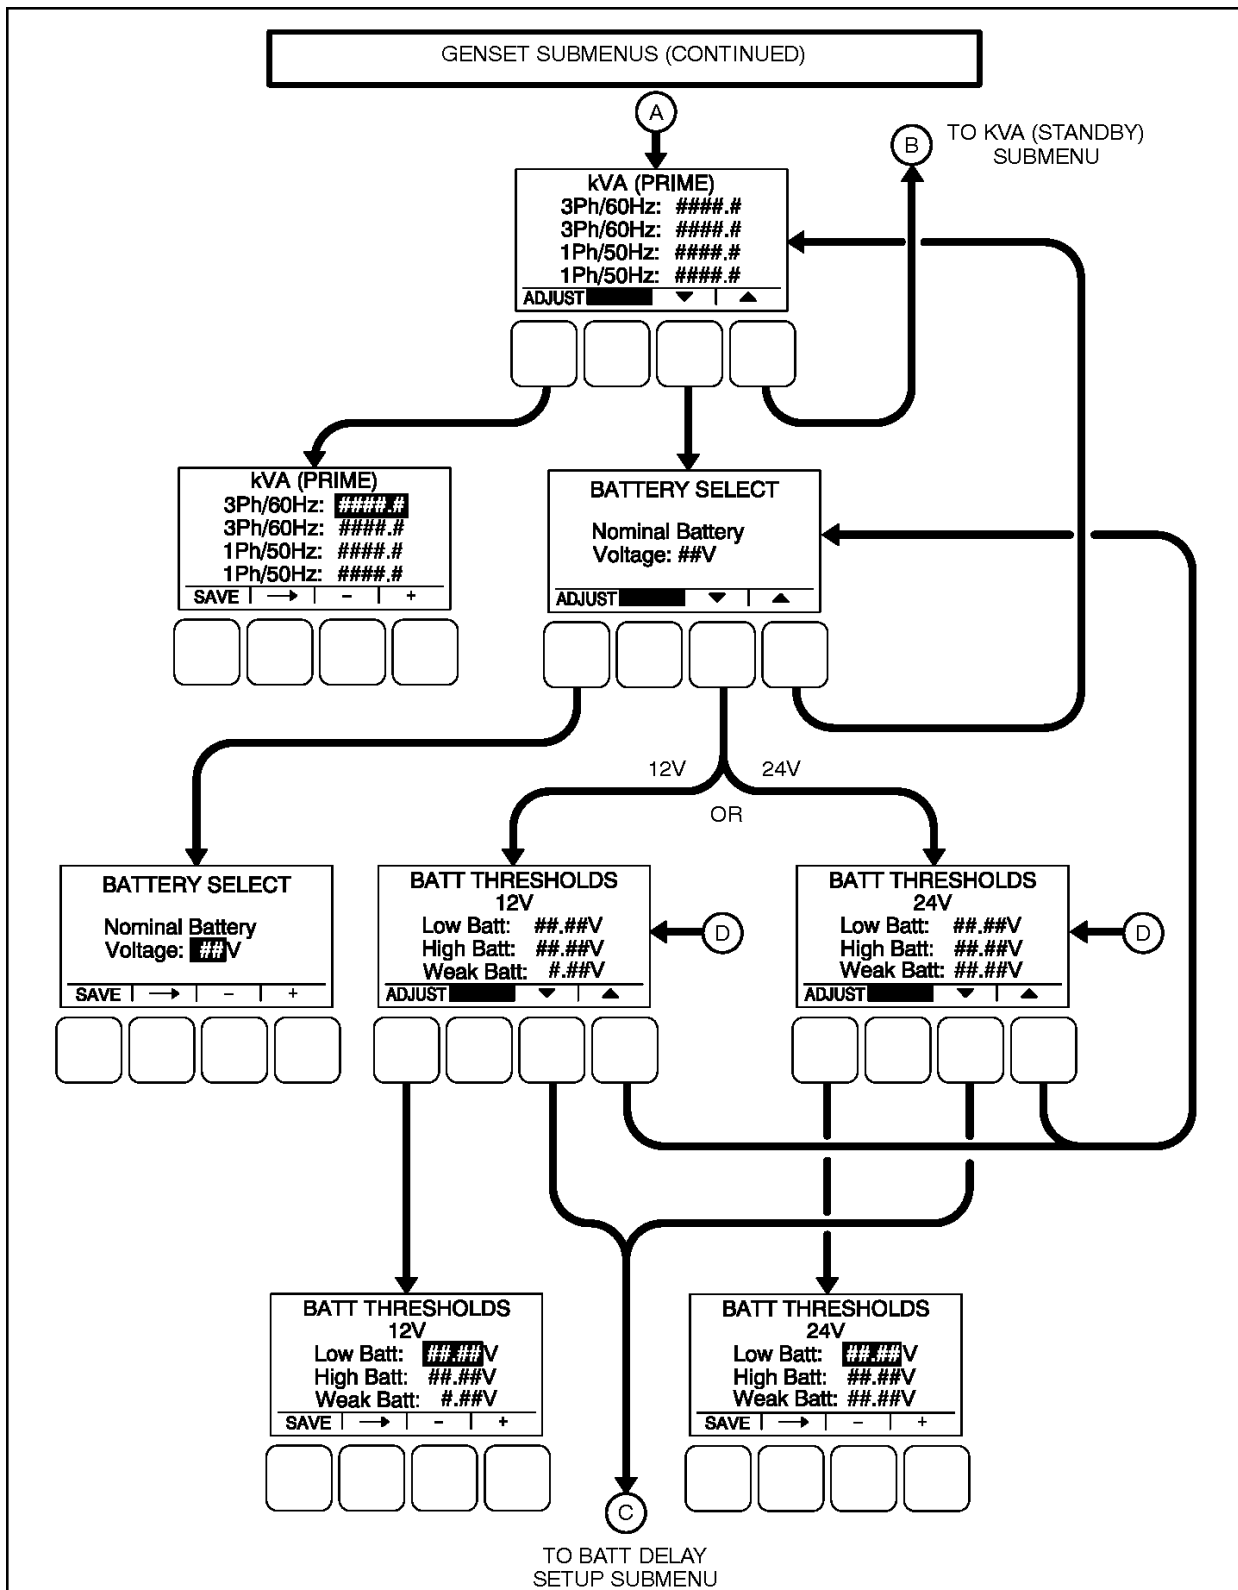 GENSET SUBMENUS (CONTINUED)
A
B
TO KVA (STANDBY)
SUBMENU
kVA (PRIME)
3Ph/60Hz: ####.#
3Ph/60Hz: ####.#
1Ph/50Hz: ####.#
1Ph/50Hz: ####.#
ADJUST ▼ ▲
kVA (PRIME)
3Ph/60Hz: ####.#
3Ph/60Hz: ####.#
1Ph/50Hz: ####.#
1Ph/50Hz: ####.#
SAVE → - +
BATTERY SELECT
Nominal Battery
Voltage: ##V
ADJUST ▼ ▲
12V 24V
OR
BATTERY SELECT
Nominal Battery
Voltage: ##V
SAVE → - +
BATT THRESHOLDS
12V
Low Batt: ##.##V
High Batt: ##.##V
Weak Batt: #.##V
ADJUST ▼ ▲
D
BATT THRESHOLDS
24V
Low Batt: ##.##V
High Batt: ##.##V
Weak Batt: ##.##V
ADJUST ▼ ▲
D
BATT THRESHOLDS
12V
Low Batt: ##.##V
High Batt: ##.##V
Weak Batt: #.##V
SAVE → - +
BATT THRESHOLDS
24V
Low Batt: ##.##V
High Batt: ##.##V
Weak Batt: ##.##V
SAVE → - +
C
TO BATT DELAY
SETUP SUBMENU